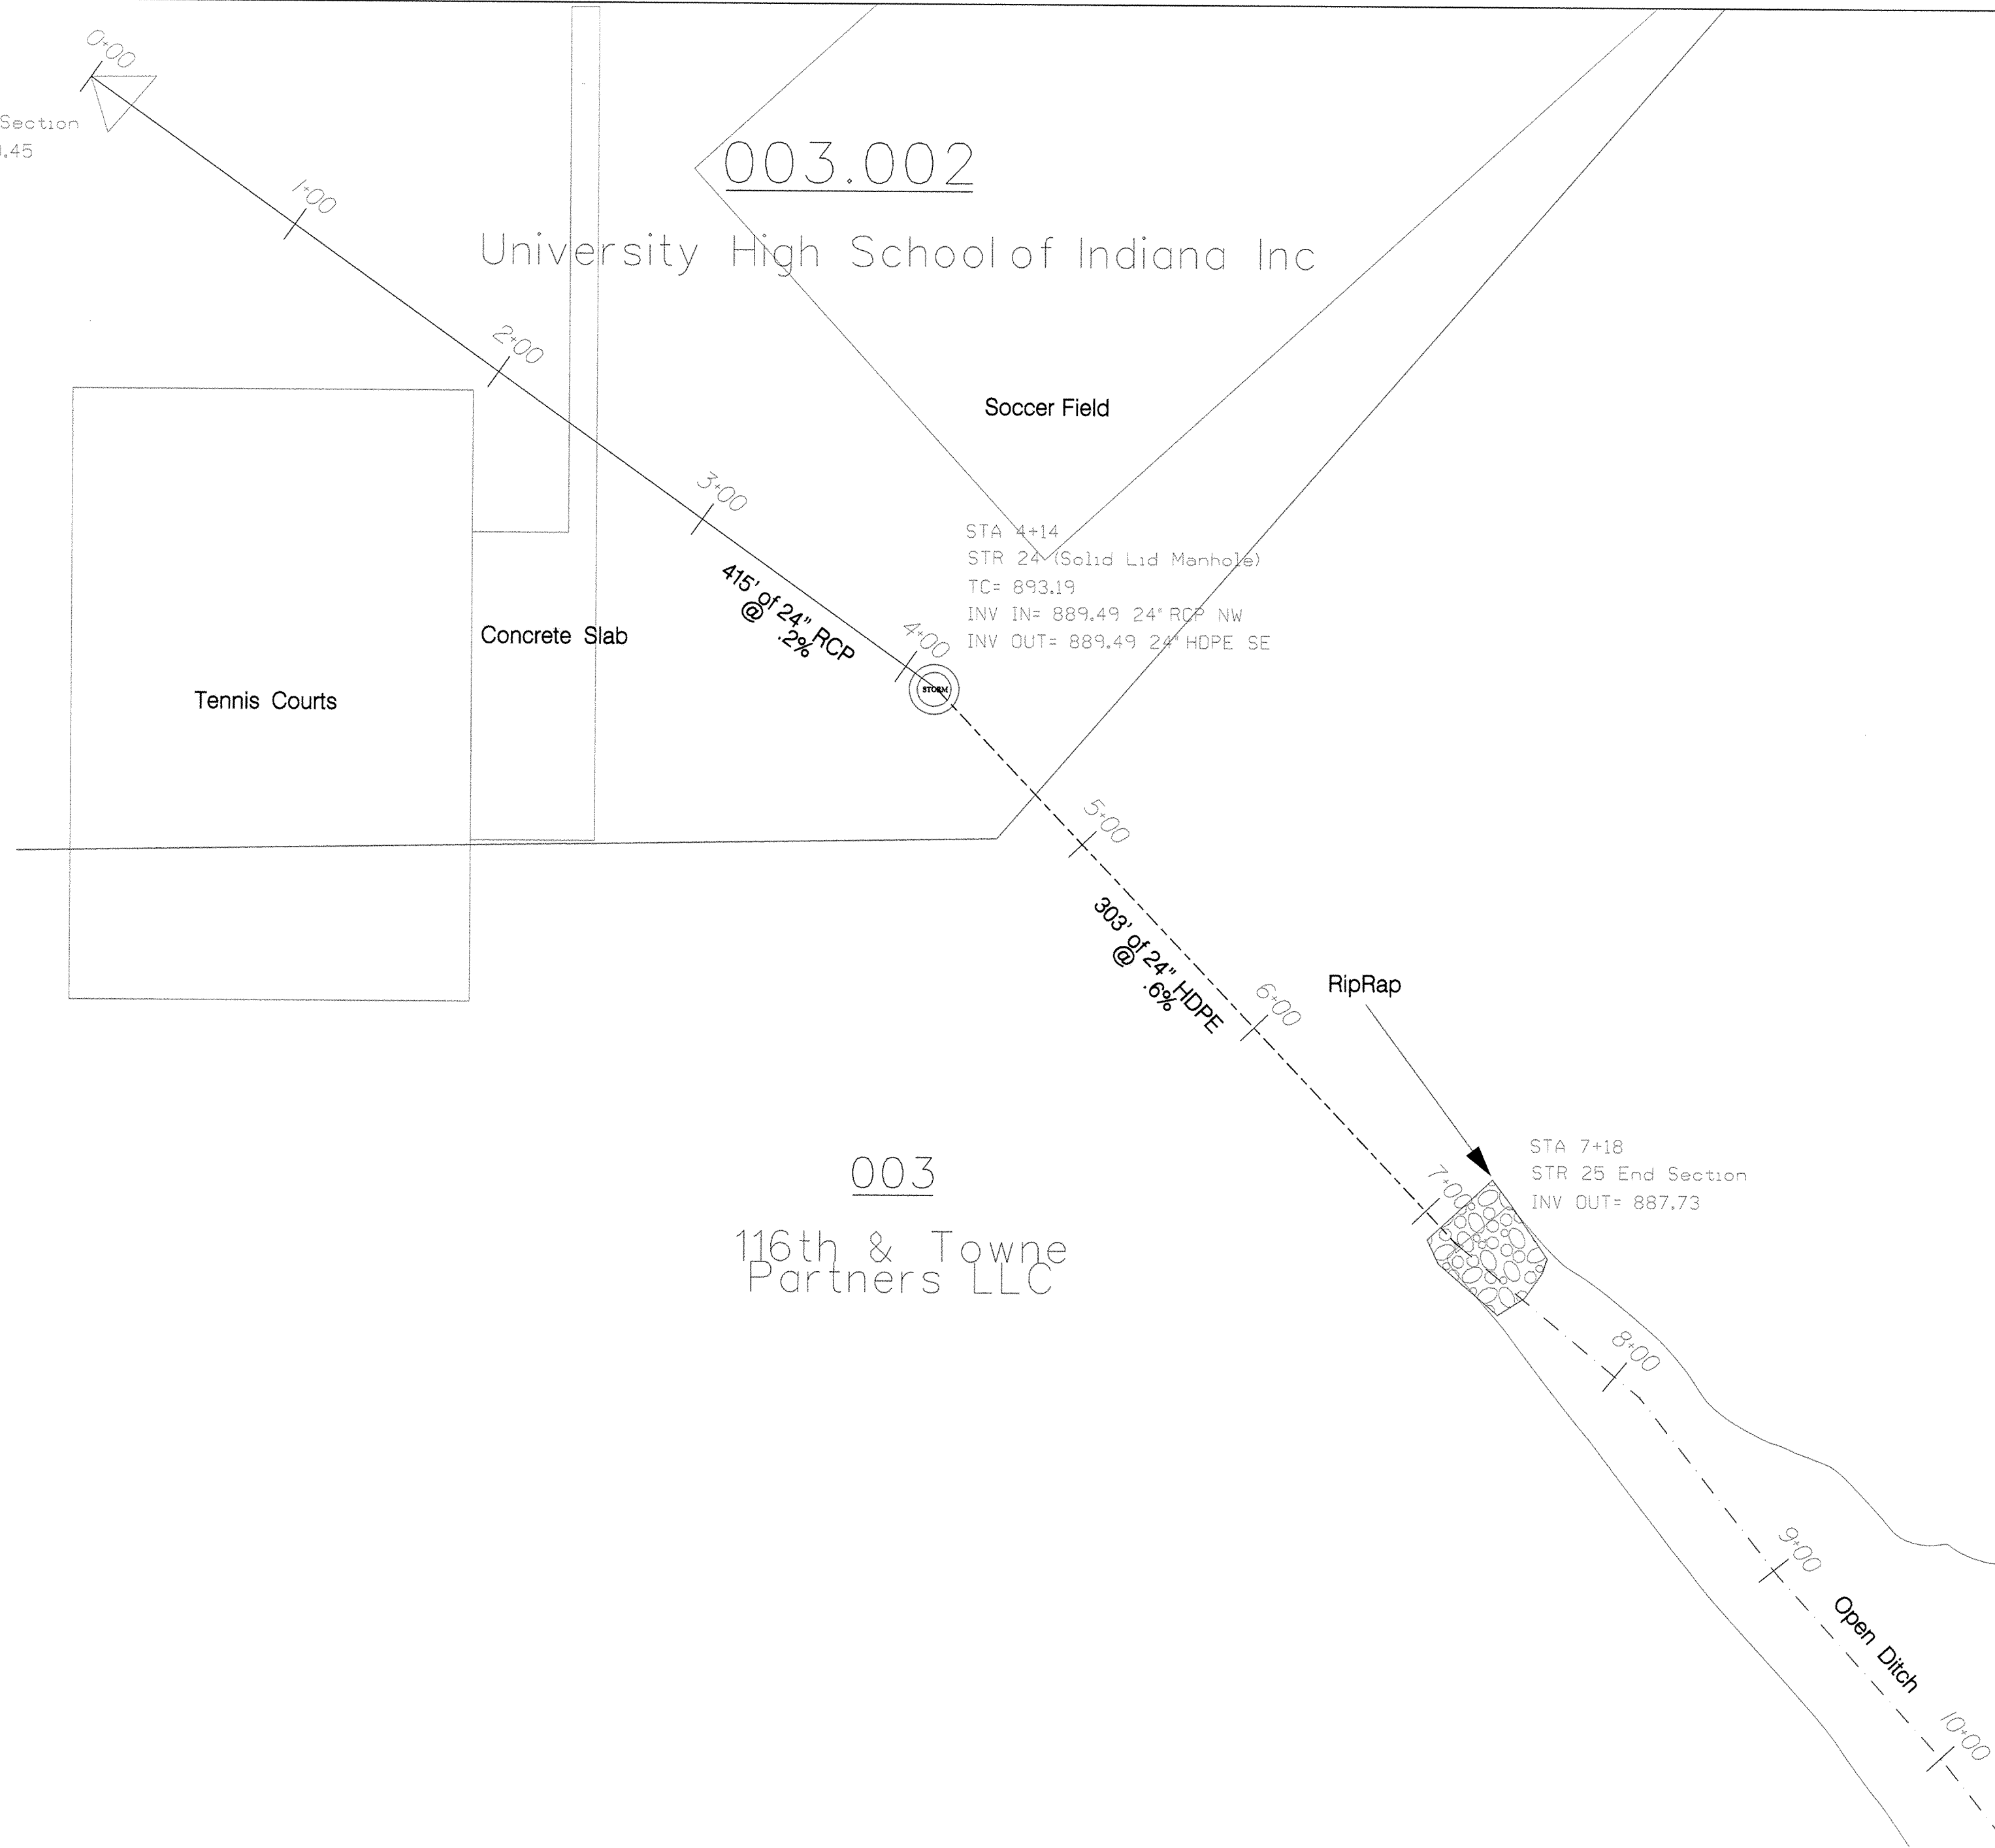 0+00
Section
.45
1+00
003.002
University High School of Indiana Inc
2+00
Soccer Field
3+00
STA 4+14
STR 24 (Solid Lid Manhole)
TC= 893.19
INV IN= 889.49 24" RCP NW
INV OUT= 889.49 24" HDPE SE
415' of 24" RCP
@ .2%
4+00
Concrete Slab
STORM
Tennis Courts
5+00
303' of 24" HDPE
@ .6%
6+00
RipRap
STA 7+18
STR 25 End Section
INV OUT= 887.73
7+00
003
116th & Towne
Partners LLC
8+00
9+00
Open Ditch
10+00